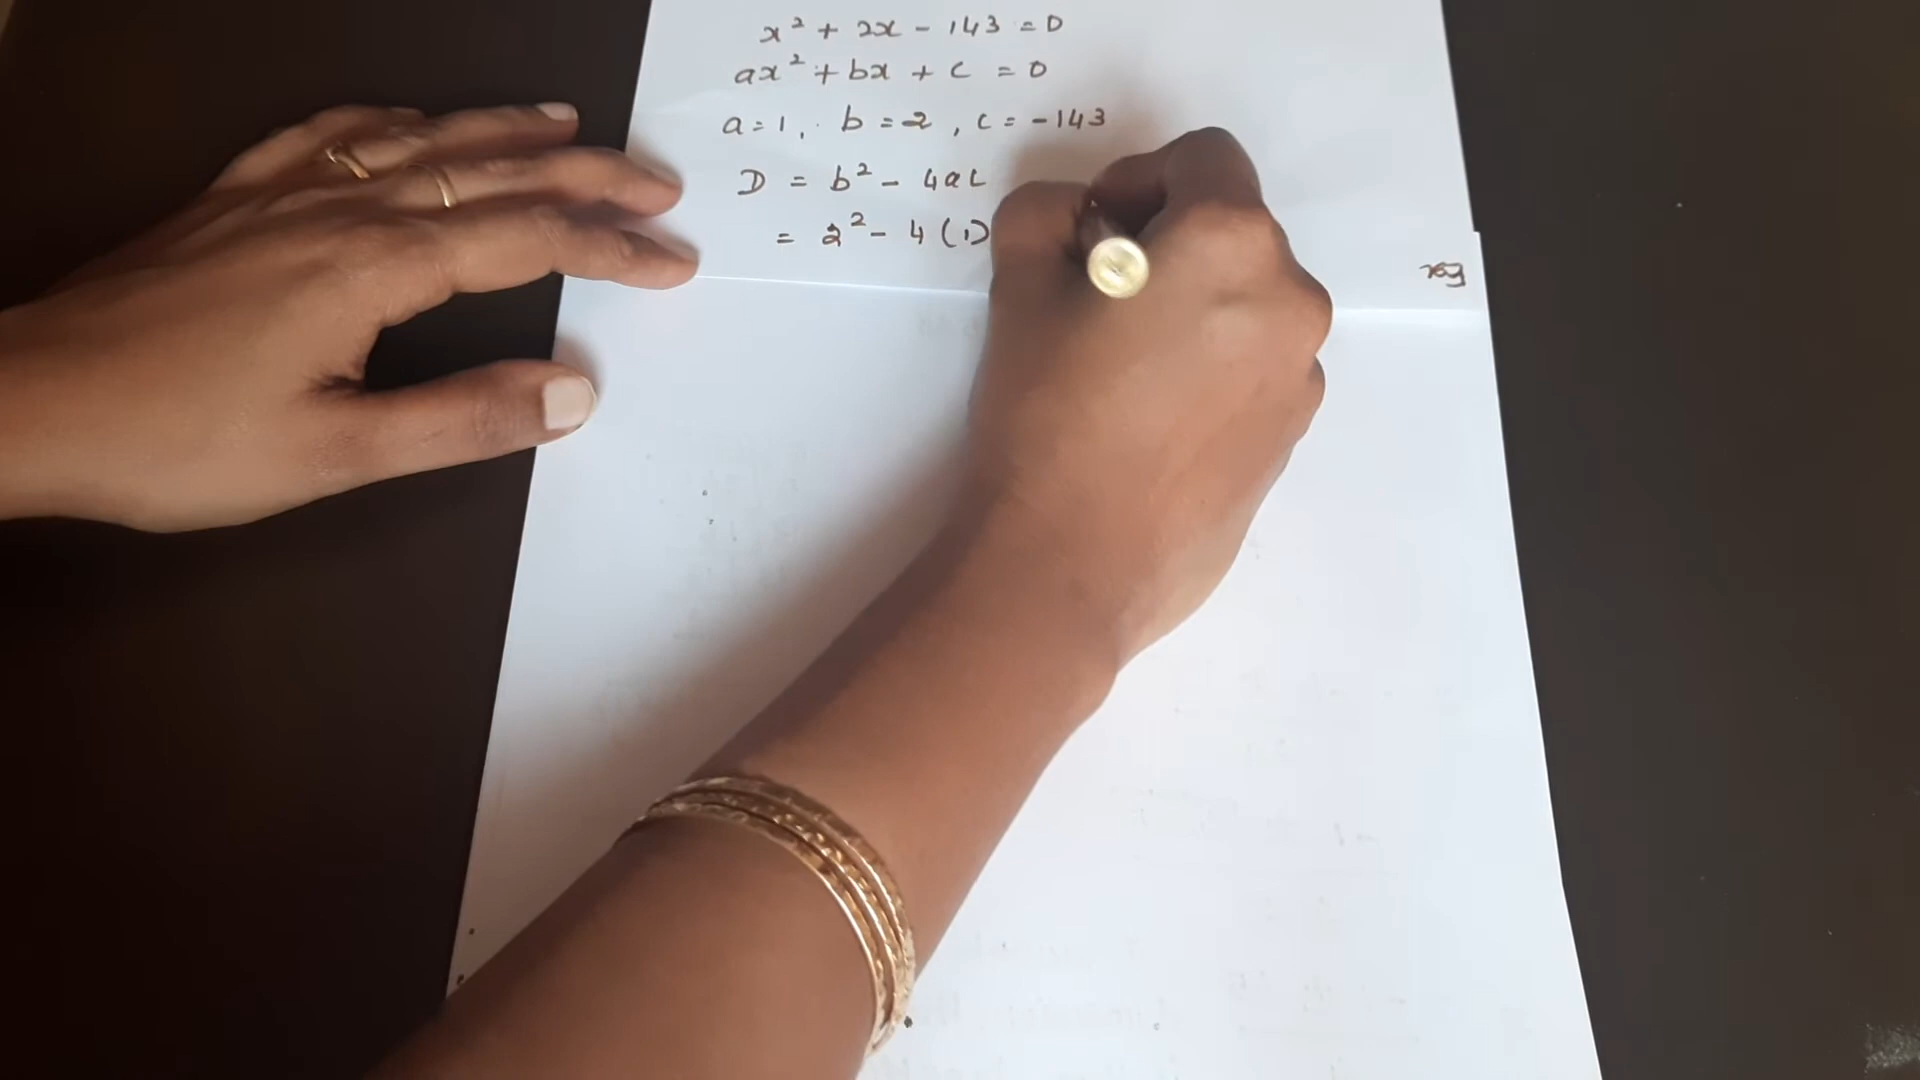 x² + 2x - 143 = 0
ax² + bx + c = 0
a = 1, b = 2, c = -143
D = b² - 4ac
= 2² - 4 (1)